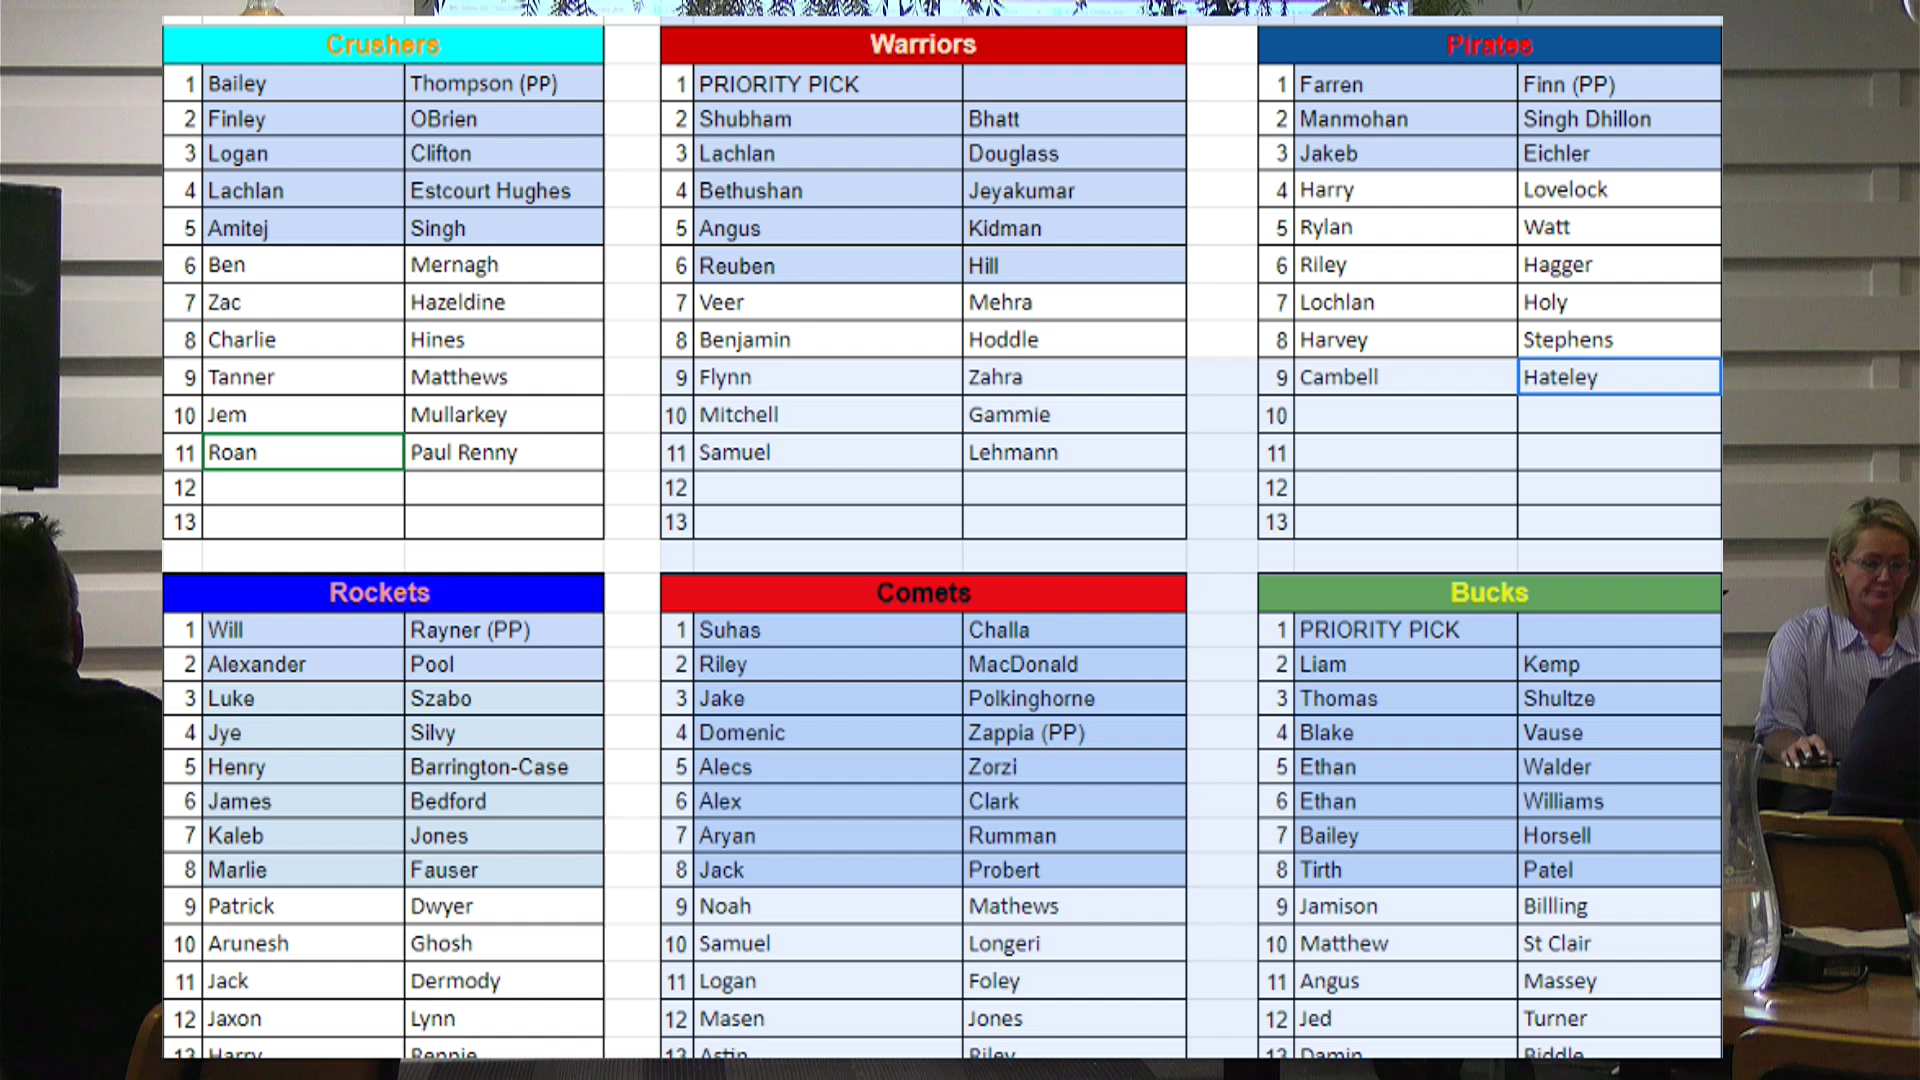 Crushers
1 Bailey Thompson (PP)
2 Finley OBrien
3 Logan Clifton
4 Lachlan Estcourt Hughes
5 Amitej Singh
6 Ben Mernagh
7 Zac Hazeldine
8 Charlie Hines
9 Tanner Matthews
10 Jem Mullarkey
11 Roan Paul Renny
12
13
Warriors
1 PRIORITY PICK
2 Shubham Bhatt
3 Lachlan Douglass
4 Bethushan Jeyakumar
5 Angus Kidman
6 Reuben Hill
7 Veer Mehra
8 Benjamin Hoddle
9 Flynn Zahra
10 Mitchell Gammie
11 Samuel Lehmann
12
13
Pirates
1 Farren Finn (PP)
2 Manmohan Singh Dhillon
3 Jakeb Eichler
4 Harry Lovelock
5 Rylan Watt
6 Riley Hagger
7 Lochlan Holy
8 Harvey Stephens
9 Cambell Hateley
10
11
12
13
Rockets
1 Will Rayner (PP)
2 Alexander Pool
3 Luke Szabo
4 Jye Silvy
5 Henry Barrington-Case
6 James Bedford
7 Kaleb Jones
8 Marlie Fauser
9 Patrick Dwyer
10 Arunesh Ghosh
11 Jack Dermody
12 Jaxon Lynn
13 Harry Rennie
Comets
1 Suhas Challa
2 Riley MacDonald
3 Jake Polkinghorne
4 Domenic Zappia (PP)
5 Alecs Zorzi
6 Alex Clark
7 Aryan Rumman
8 Jack Probert
9 Noah Mathews
10 Samuel Longeri
11 Logan Foley
12 Masen Jones
13 Astin Riley
Bucks
1 PRIORITY PICK
2 Liam Kemp
3 Thomas Shultze
4 Blake Vause
5 Ethan Walder
6 Ethan Williams
7 Bailey Horsell
8 Tirth Patel
9 Jamison Billling
10 Matthew St Clair
11 Angus Massey
12 Jed Turner
13 Damin Biddle